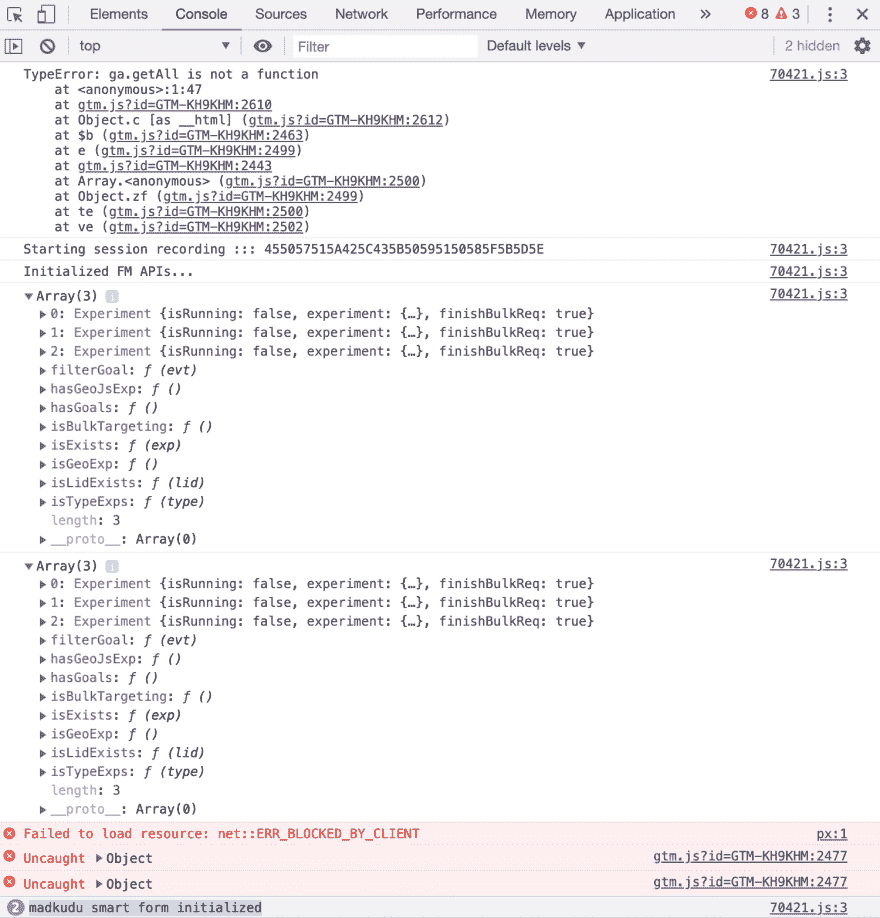 Elements Console Sources Network Performance Memory Application » 8 3
top Filter Default levels ▼ 2 hidden
TypeError: ga.getAll is not a function 70421.js:3
at <anonymous>:1:47
at gtm.js?id=GTM-KH9KHM:2610
at Object.c [as __html] (gtm.js?id=GTM-KH9KHM:2612)
at $b (gtm.js?id=GTM-KH9KHM:2463)
at e (gtm.js?id=GTM-KH9KHM:2499)
at gtm.js?id=GTM-KH9KHM:2443
at Array.<anonymous> (gtm.js?id=GTM-KH9KHM:2500)
at Object.zf (gtm.js?id=GTM-KH9KHM:2499)
at te (gtm.js?id=GTM-KH9KHM:2500)
at ve (gtm.js?id=GTM-KH9KHM:2502)
Starting session recording ::: 455057515A425C435B50595150585F5B5D5E 70421.js:3
Initialized FM APIs... 70421.js:3
▼Array(3) i 70421.js:3
▶0: Experiment {isRunning: false, experiment: {…}, finishBulkReq: true}
▶1: Experiment {isRunning: false, experiment: {…}, finishBulkReq: true}
▶2: Experiment {isRunning: false, experiment: {…}, finishBulkReq: true}
▶filterGoal: ƒ (evt)
▶hasGeoJsExp: ƒ ()
▶hasGoals: ƒ ()
▶isBulkTargeting: ƒ ()
▶isExists: ƒ (exp)
▶isGeoExp: ƒ ()
▶isLidExists: ƒ (lid)
▶isTypeExps: ƒ (type)
length: 3
▶__proto__: Array(0)
▼Array(3) i 70421.js:3
▶0: Experiment {isRunning: false, experiment: {…}, finishBulkReq: true}
▶1: Experiment {isRunning: false, experiment: {…}, finishBulkReq: true}
▶2: Experiment {isRunning: false, experiment: {…}, finishBulkReq: true}
▶filterGoal: ƒ (evt)
▶hasGeoJsExp: ƒ ()
▶hasGoals: ƒ ()
▶isBulkTargeting: ƒ ()
▶isExists: ƒ (exp)
▶isGeoExp: ƒ ()
▶isLidExists: ƒ (lid)
▶isTypeExps: ƒ (type)
length: 3
▶__proto__: Array(0)
Failed to load resource: net::ERR_BLOCKED_BY_CLIENT px:1
Uncaught ▶Object gtm.js?id=GTM-KH9KHM:2477
Uncaught ▶Object gtm.js?id=GTM-KH9KHM:2477
2 madkudu smart form initialized 70421.js:3